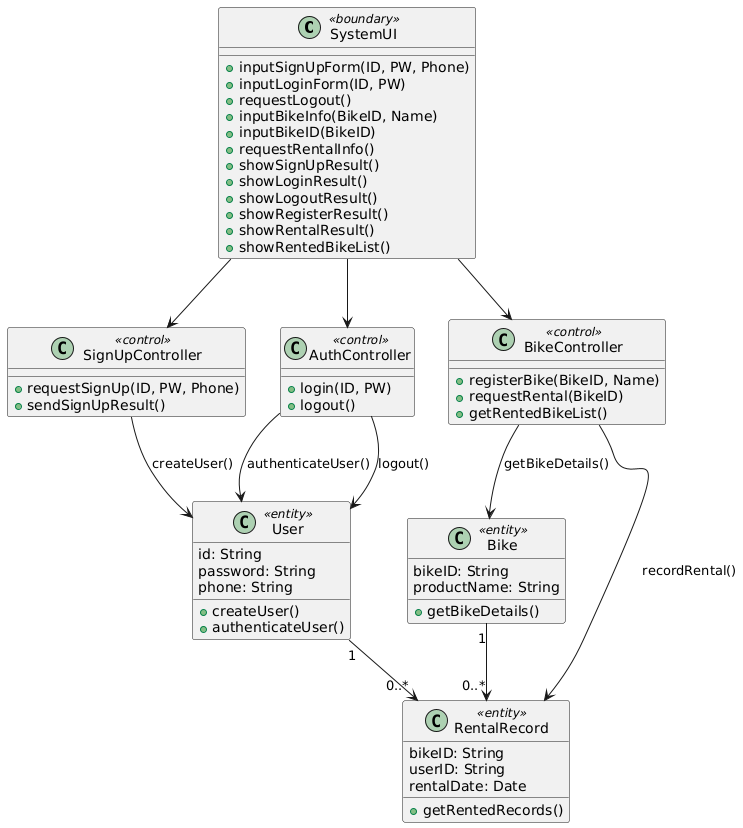 C «boundary»
SystemUI
inputSignUpForm(ID, PW, Phone)
inputLoginForm(ID, PW)
requestLogout()
inputBikeInfo(BikeID, Name)
inputBikeID(BikeID)
requestRentalInfo()
showSignUpResult()
showLoginResult()
showLogoutResult()
showRegisterResult()
showRentalResult()
showRentedBikeList()
C «control»
SignUpController
requestSignUp(ID, PW, Phone)
sendSignUpResult()
C «control»
AuthController
login(ID, PW)
logout()
C «control»
BikeController
registerBike(BikeID, Name)
requestRental(BikeID)
getRentedBikeList()
createUser()
authenticateUser()
logout()
getBikeDetails()
recordRental()
C «entity»
User
id: String
password: String
phone: String
createUser()
authenticateUser()
C «entity»
Bike
bikeID: String
productName: String
getBikeDetails()
1
0..*
1
0..*
C «entity»
RentalRecord
bikeID: String
userID: String
rentalDate: Date
getRentedRecords()